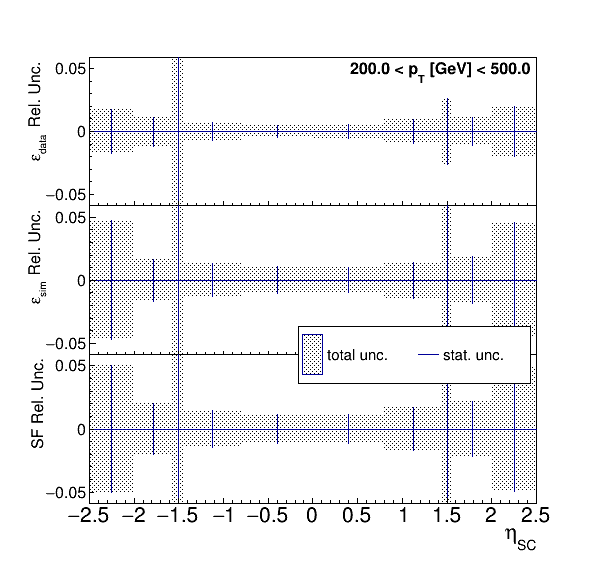 200.0 < p_T [GeV] < 500.0
ε_data Rel. Unc.
0.05
0
−0.05
ε_sim Rel. Unc.
0.05
0
−0.05
total unc.
stat. unc.
SF Rel. Unc.
0.05
0
−0.05
−2.5 −2 −1.5 −1 −0.5 0 0.5 1 1.5 2 2.5
η_SC